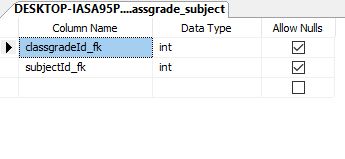 DESKTOP-IASA95P....assgrade_subject
Column Name Data Type Allow Nulls
classgradeId_fk int
subjectId_fk int